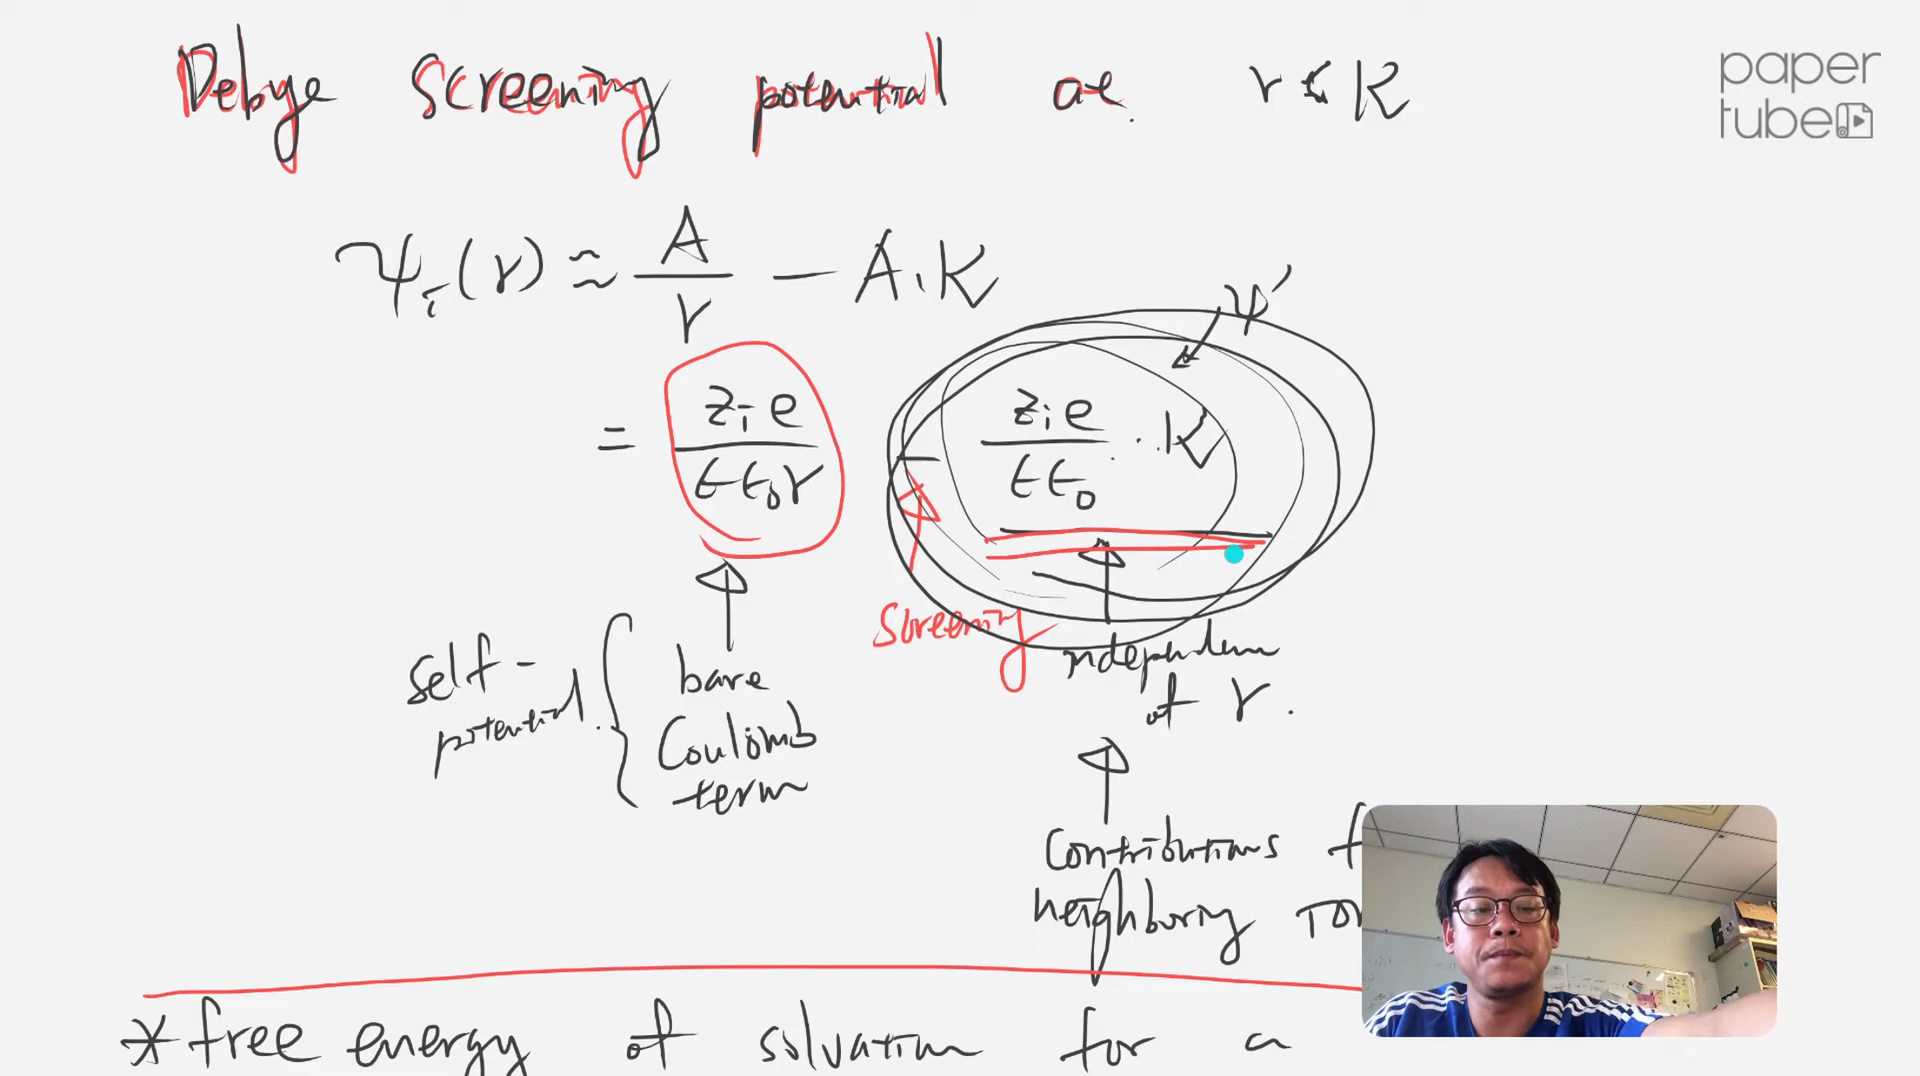 Debye screening potential at r < K
paper
tube
ψi(r) ≈ A/r − A·K
ψ'
= zie/εε0r − zie/εε0 · K
screening
self-
potential
bare
Coulomb
term
independen
of r.
Contributions f
neighboring ion
* free energy of solvation for a